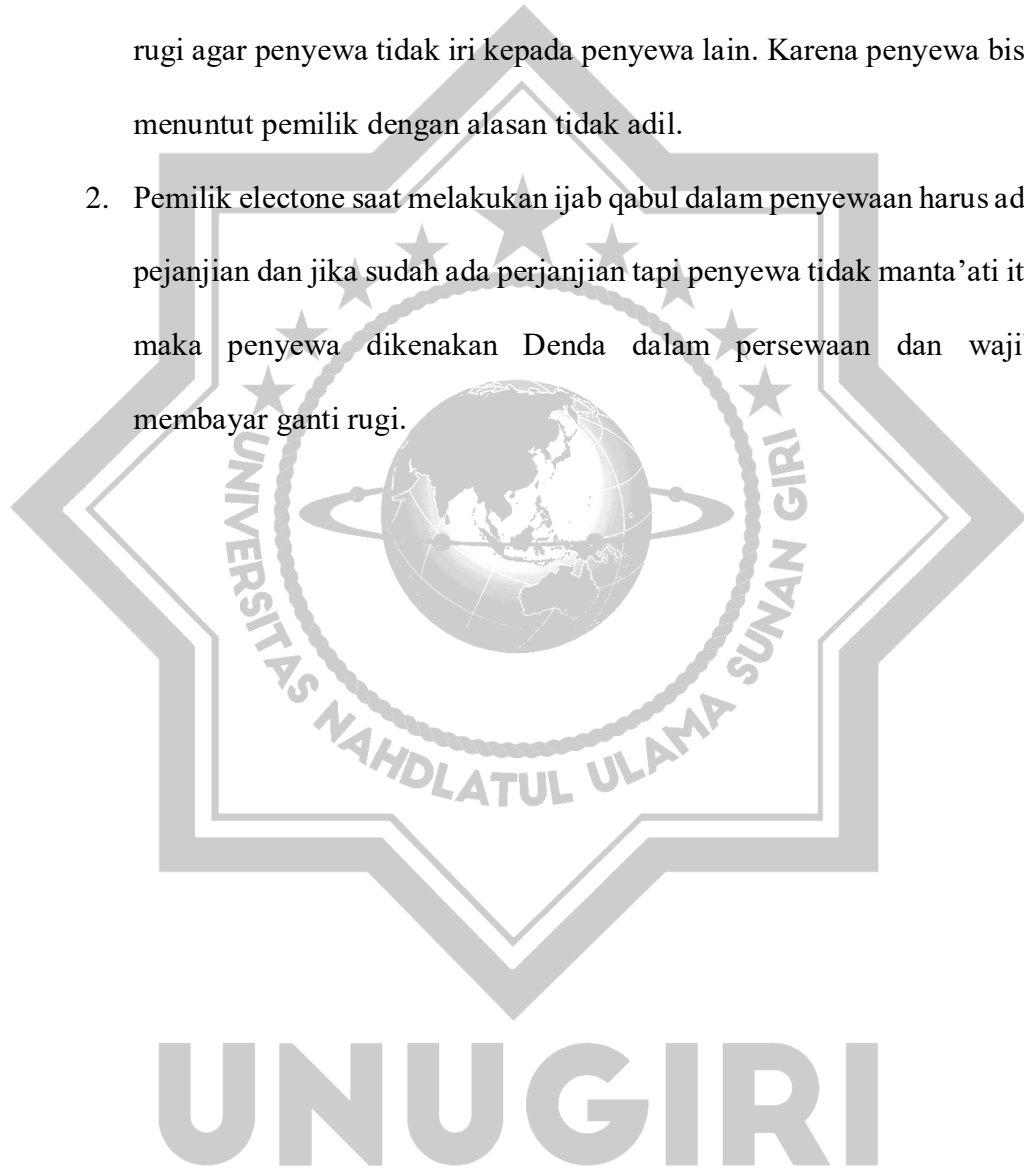 rugi agar penyewa tidak iri kepada penyewa lain. Karena penyewa bis
menuntut pemilik dengan alasan tidak adil.
2. Pemilik electone saat melakukan ijab qabul dalam penyewaan harus ad
pejanjian dan jika sudah ada perjanjian tapi penyewa tidak manta’ati it
maka penyewa dikenakan Denda dalam persewaan dan waji
membayar ganti rugi.
UNIVERSITAS NAHDLATUL ULAMA SUNAN GIRI
UNUGIRI